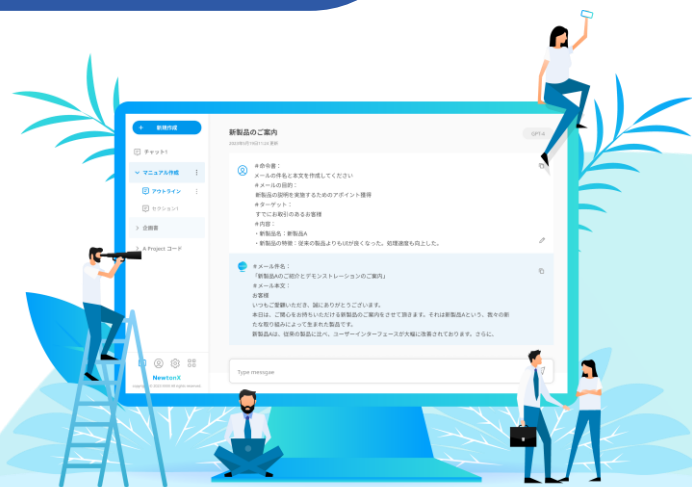 + 新規作成
チャット1
マニュアル作成
アウトライン
セクション1
企画書
A Project コード
NewtonX
新製品のご案内
GPT-4
#命令書：
メールの件名と本文を作成してください
#メールの目的：
新製品の説明を実施するためのアポイント獲得
#ターゲット：
すでにお取引のあるお客様
#内容：
・新製品名：新製品A
・新製品の特徴：従来の製品よりもUIが良くなった。処理速度も向上した。
#メール件名：
「新製品Aのご紹介とデモンストレーションのご案内」
#メール本文：
お客様
いつもご愛顧いただき、誠にありがとうございます。
本日は、ご関心をお持ちいただける新製品のご案内をさせて頂きます。それは新製品Aという、我々の新
たな取り組みによって生まれた製品です。
新製品Aは、従来の製品に比べ、ユーザーインターフェースが大幅に改善されております。さらに、
Type messgae